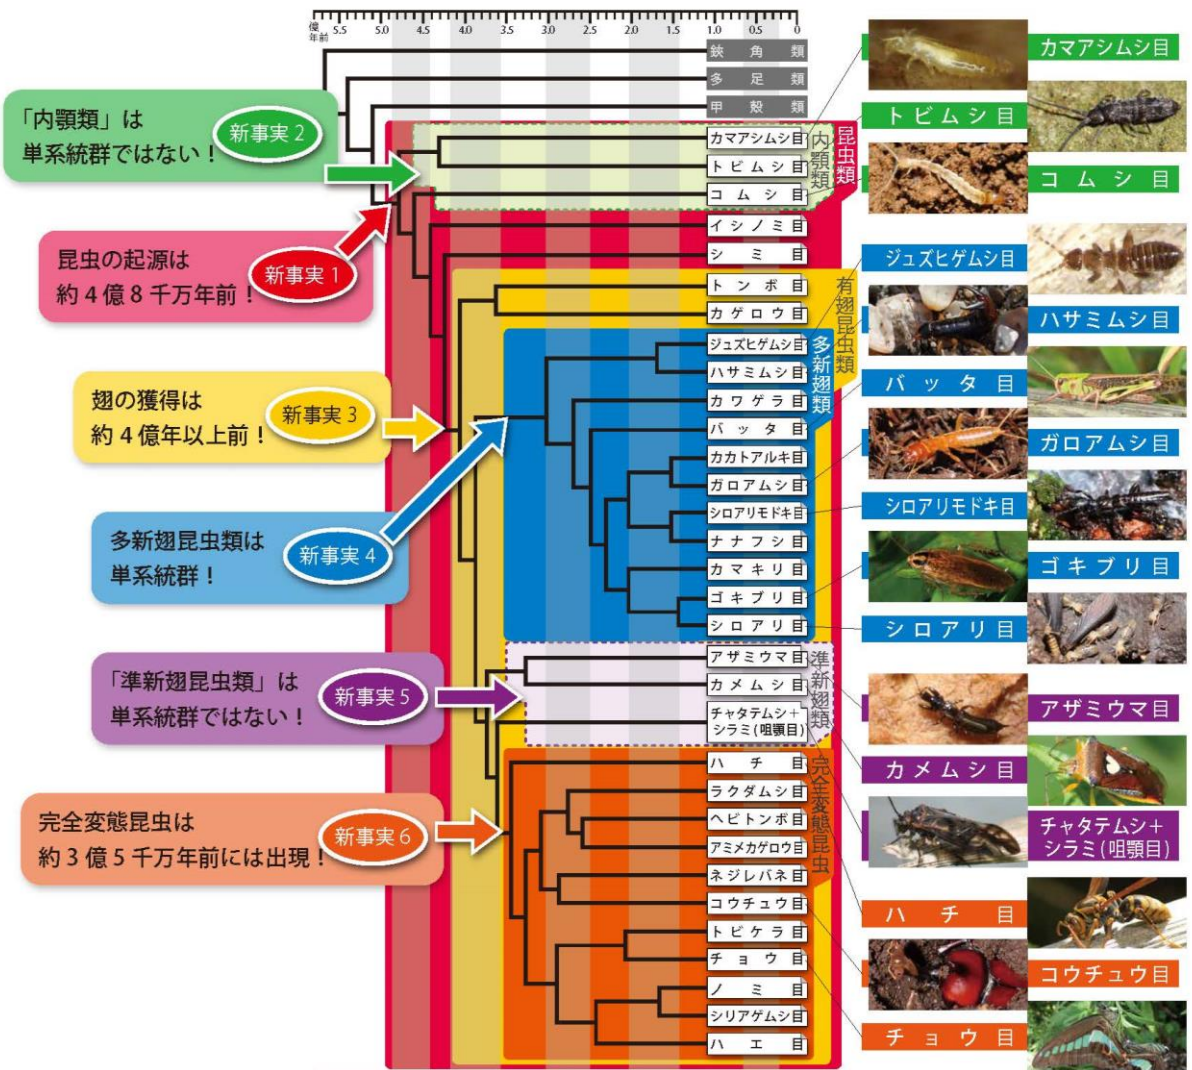 億
年前 5.5 5.0 4.5 4.0 3.5 3.0 2.5 2.0 1.5 1.0 0.5 0
鋏角類
多足類
甲殻類
「内顎類」は
単系統群ではない！
新事実 2
昆虫の起源は
約４億８千万年前！
新事実 1
翅の獲得は
約４億年以上前！
新事実 3
多新翅昆虫類は
単系統群！
新事実 4
「準新翅昆虫類」は
単系統群ではない！
新事実 5
完全変態昆虫は
約３億５千万年前には出現！
新事実 6
カマアシムシ目
トビムシ目
コムシ目
イシノミ目
シミ目
トンボ目
カゲロウ目
ジュズヒゲムシ目
ハサミムシ目
カワゲラ目
バッタ目
カカトアルキ目
ガロアムシ目
シロアリモドキ目
ナナフシ目
カマキリ目
ゴキブリ目
シロアリ目
アザミウマ目
カメムシ目
チャタテムシ＋
シラミ(咀顎目)
ハチ目
ラクダムシ目
ヘビトンボ目
アミメカゲロウ目
ネジレバネ目
コウチュウ目
トビケラ目
チョウ目
ノミ目
シリアゲムシ目
ハエ目
内顎類
昆虫類
有翅昆虫類
多新翅類
準新翅類
完全変態昆虫
カマアシムシ目
トビムシ目
コムシ目
ジュズヒゲムシ目
ハサミムシ目
バッタ目
ガロアムシ目
シロアリモドキ目
ゴキブリ目
シロアリ目
アザミウマ目
カメムシ目
チャタテムシ＋
シラミ(咀顎目)
ハチ目
コウチュウ目
チョウ目